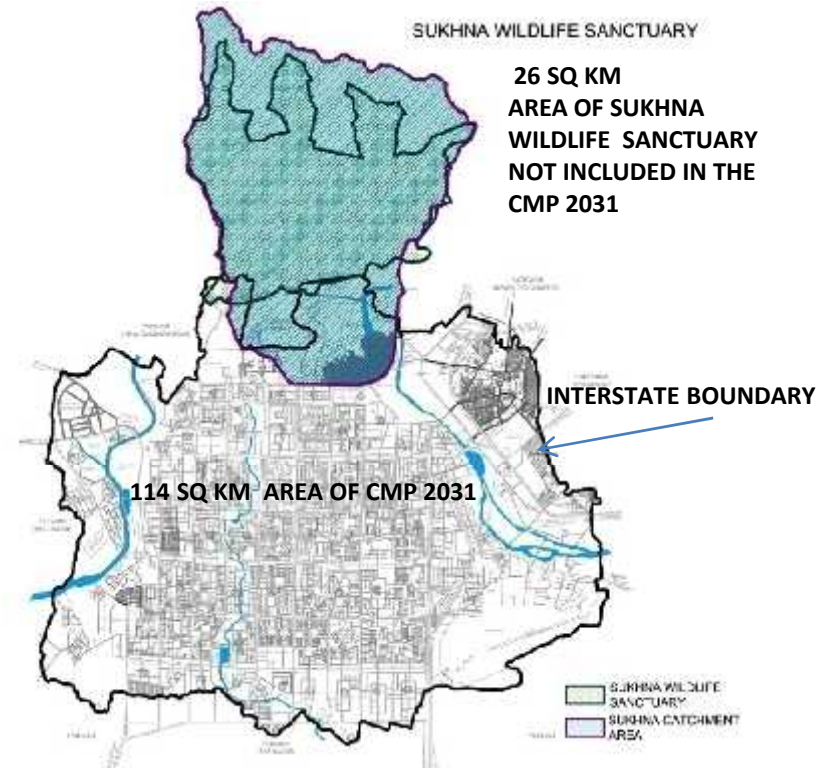 SUKHNA WILDLIFE SANCTUARY
26 SQ KM
AREA OF SUKHNA
WILDLIFE SANCTUARY
NOT INCLUDED IN THE
CMP 2031
INTERSTATE BOUNDARY
114 SQ KM AREA OF CMP 2031
SUKHNA WILDLIFE
SANCTUARY
SUKHNA CATCHMENT
AREA